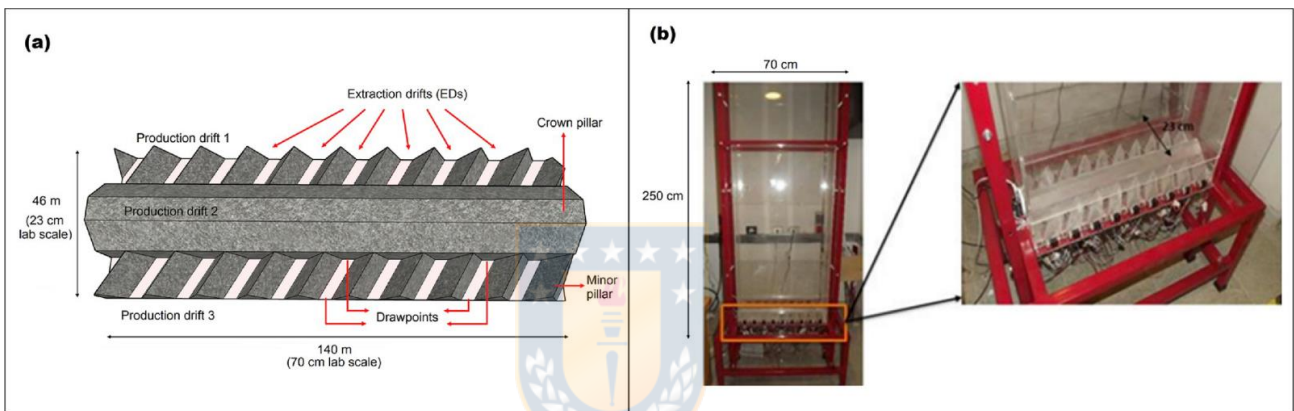 (a)
Extraction drifts (EDs)
Crown pillar
Production drift 1
46 m
(23 cm
lab scale)
Production drift 2
Minor
pillar
Production drift 3
Drawpoints
140 m
(70 cm lab scale)
(b)
70 cm
23 cm
250 cm